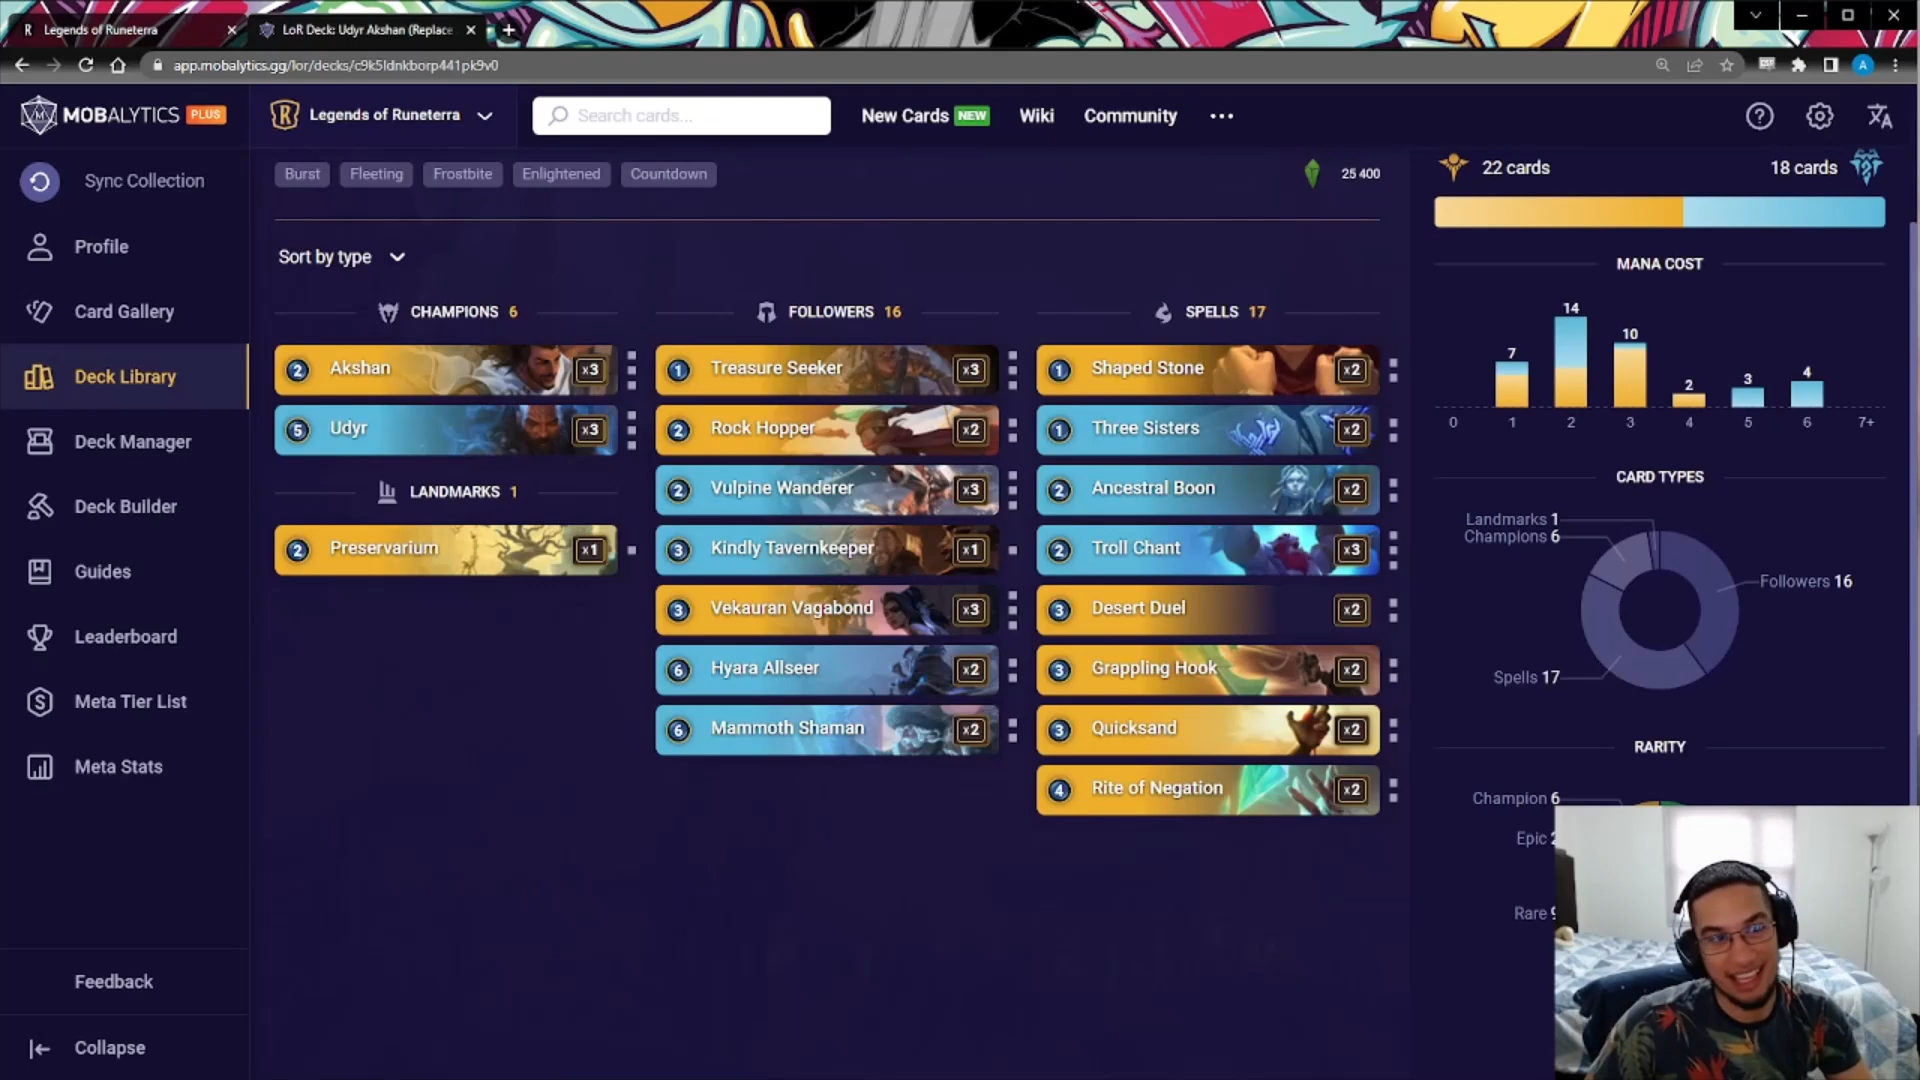 Legends of Runeterra
LoR Deck: Udyr Akshan (Replace
app.mobalytics.gg/lor/decks/c9k5ldnkborp441pk9v0
A
MOBALYTICS PLUS
Legends of Runeterra
Search cards...
New Cards NEW
Wiki
Community
Sync Collection
Profile
Card Gallery
Deck Library
Deck Manager
Deck Builder
Guides
Leaderboard
Meta Tier List
Meta Stats
Feedback
Collapse
Burst
Fleeting
Frostbite
Enlightened
Countdown
25 400
Sort by type
CHAMPIONS 6
2 Akshan x3
5 Udyr x3
LANDMARKS 1
2 Preservarium x1
FOLLOWERS 16
1 Treasure Seeker x3
2 Rock Hopper x2
2 Vulpine Wanderer x3
3 Kindly Tavernkeeper x1
3 Vekauran Vagabond x3
6 Hyara Allseer x2
6 Mammoth Shaman x2
SPELLS 17
1 Shaped Stone x2
1 Three Sisters x2
2 Ancestral Boon x2
2 Troll Chant x3
3 Desert Duel x2
3 Grappling Hook x2
3 Quicksand x2
4 Rite of Negation x2
22 cards
18 cards
MANA COST
7 14 10 2 3 4
0 1 2 3 4 5 6 7+
CARD TYPES
Landmarks 1
Champions 6
Followers 16
Spells 17
RARITY
Champion 6
Epic
Rare